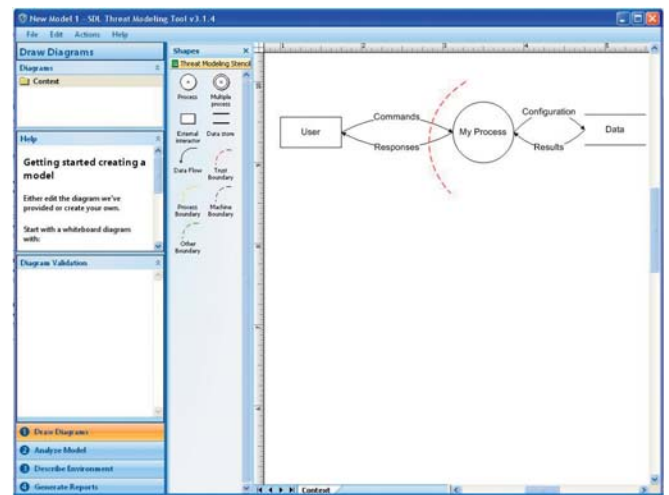 New Model 1 - SDL Threat Modeling Tool v3.1.4
File Edit Actions Help
Draw Diagrams
Diagrams
Context
Help
Getting started creating a
model
Either edit the diagram we've
provided or create your own.
Start with a whiteboard diagram
with:
Diagram Validation
1 Draw Diagrams
2 Analyze Model
3 Describe Environment
4 Generate Reports
Shapes
Threat Modeling Stencil
Process
Multiple
process
External
interactor
Data store
Data Flow
Trust
Boundary
Process
Boundary
Machine
Boundary
Other
Boundary
User
Commands
Responses
My Process
Configuration
Results
Data
Context